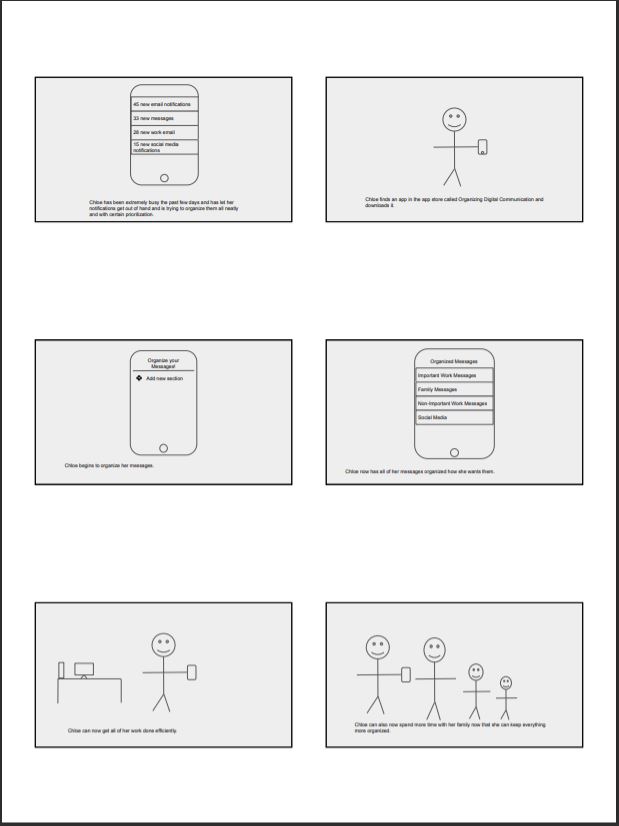 45 new email notifications
33 new messages
28 new work email
15 new social media
notifications
Chloe has been extremely busy the past few days and has let her
notifications get out of hand and is trying to organize them all neatly
and with certain prioritization.
Chloe finds an app in the app store called Organizing Digital Communication and
downloads it.
Organize your
Messages!
Add new section
Chloe begins to organize her messages.
Organized Messages
Important Work Messages
Family Messages
Non-Important Work Messages
Social Media
Chloe now has all of her messages organized how she wants them.
Chloe can now get all of her work done efficiently.
Chloe can also now spend more time with her family now that she can keep everything
more organized.